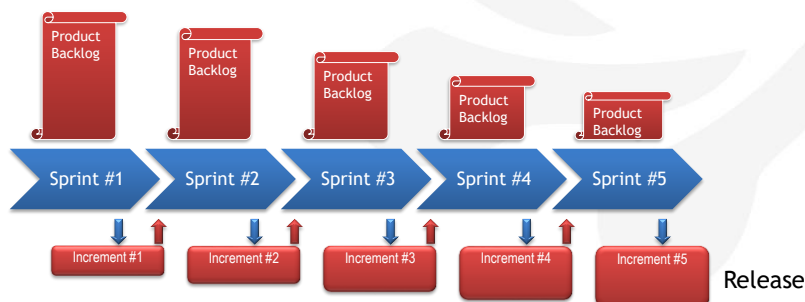 Product
Backlog
Product
Backlog
Product
Backlog
Product
Backlog
Product
Backlog
Sprint #1
Sprint #2
Sprint #3
Sprint #4
Sprint #5
Increment #1
Increment #2
Increment #3
Increment #4
Increment #5
Release